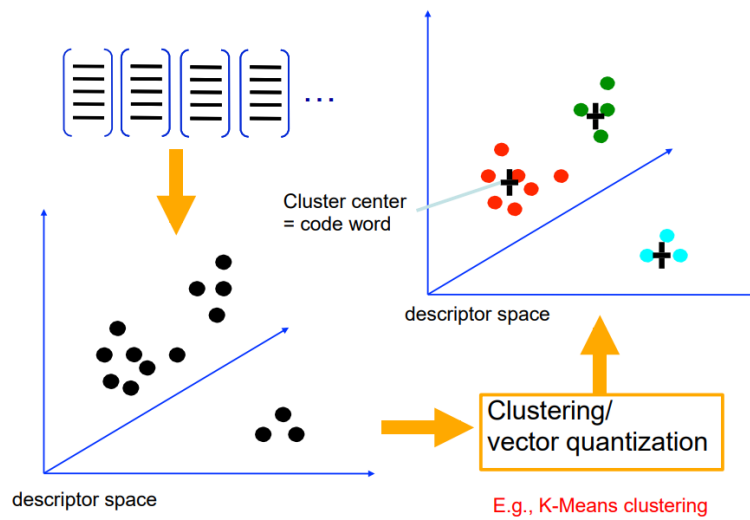 ...
Cluster center
= code word
descriptor space
descriptor space
Clustering/
vector quantization
E.g., K-Means clustering